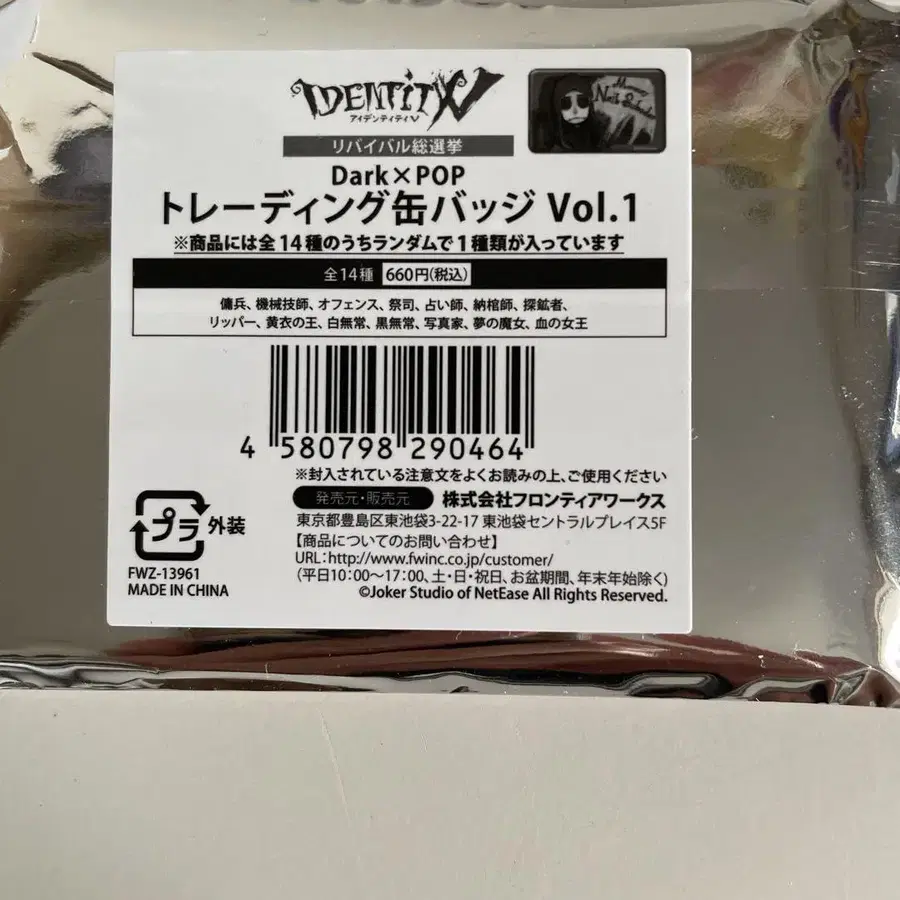 IDENTITY V
アイデンティティV
リバイバル総選挙
Dark×POP
トレーディング缶バッジ Vol.1
※商品には全14種のうちランダムで1種類が入っています
全14種 660円(税込)
傭兵、機械技師、オフェンス、祭司、占い師、納棺師、探鉱者、
リッパー、黄衣の王、白無常、黒無常、写真家、夢の魔女、血の女王
4 580798 290464
※封入されている注意文をよくお読みの上、ご使用ください
発売元・販売元 株式会社フロンティアワークス
東京都豊島区東池袋3-22-17 東池袋セントラルプレイス5F
【商品についてのお問い合わせ】
URL:http://www.fwinc.co.jp/customer/
(平日10:00〜17:00、土・日・祝日、お盆期間、年末年始除く)
©Joker Studio of NetEase All Rights Reserved.
プラ 外装
FWZ-13961
MADE IN CHINA